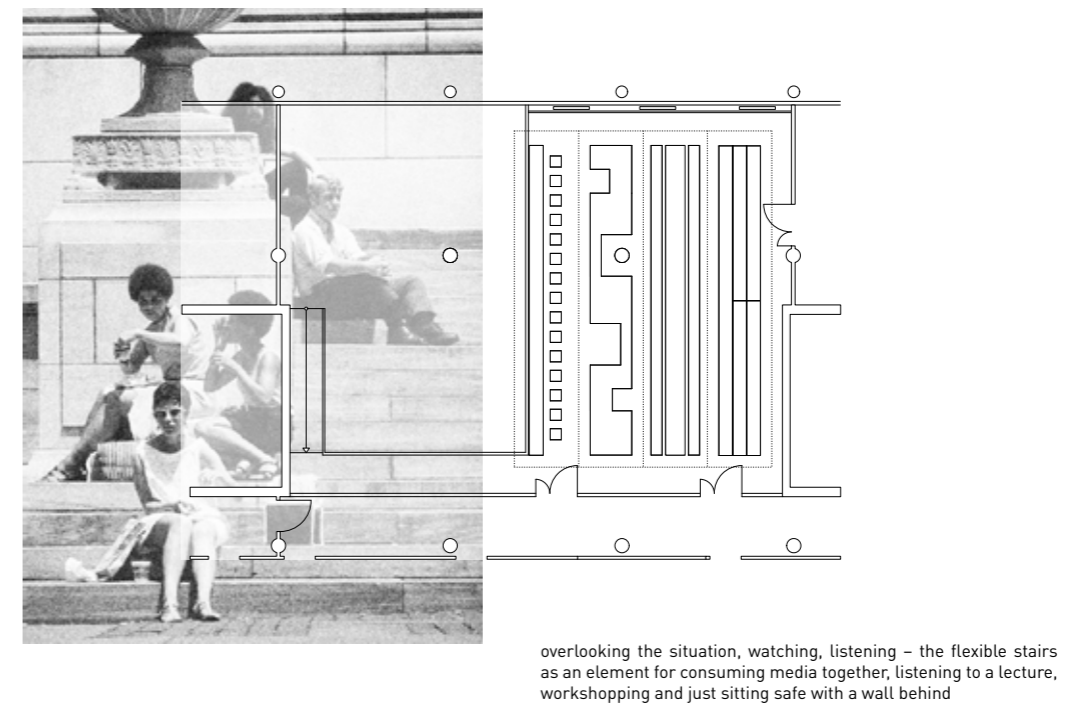 overlooking the situation, watching, listening – the flexible stairs
as an element for consuming media together, listening to a lecture,
workshopping and just sitting safe with a wall behind